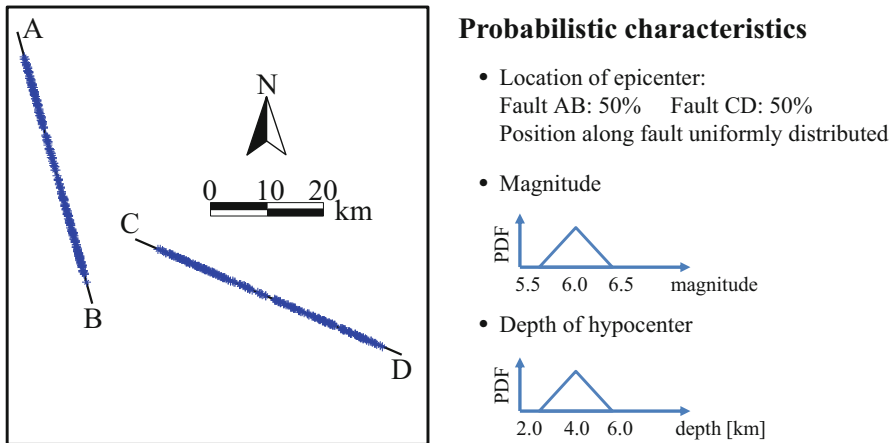 A
B
C
D
N
0 10 20
km
Probabilistic characteristics
• Location of epicenter:
Fault AB: 50% Fault CD: 50%
Position along fault uniformly distributed
• Magnitude
PDF
5.5 6.0 6.5 magnitude
• Depth of hypocenter
PDF
2.0 4.0 6.0 depth [km]